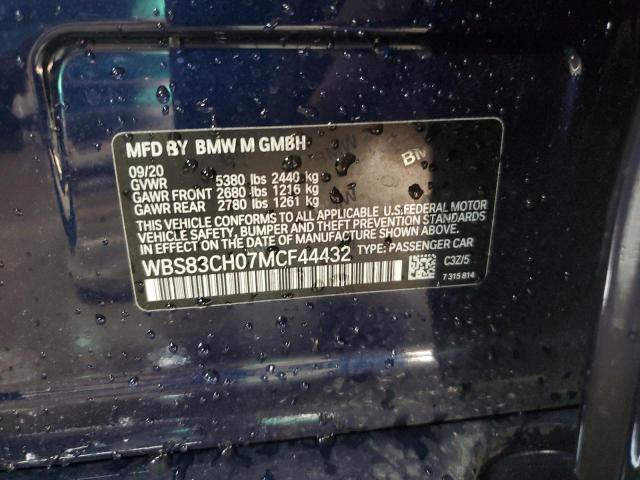 MFD BY BMW M GMBH
09/20
GVWR 5380 lbs 2440 kg
GAWR FRONT 2680 lbs 1216 kg
GAWR REAR 2780 lbs 1261 kg
THIS VEHICLE CONFORMS TO ALL APPLICABLE U.S.FEDERAL MOTOR
VEHICLE SAFETY, BUMPER AND THEFT PREVENTION STANDARDS
IN EFFECT ON THE DATE OF MANUFACTURE SHOWN ABOVE.
WBS83CH07MCF44432 TYPE: PASSENGER CAR
C3Z/5
7 315 814